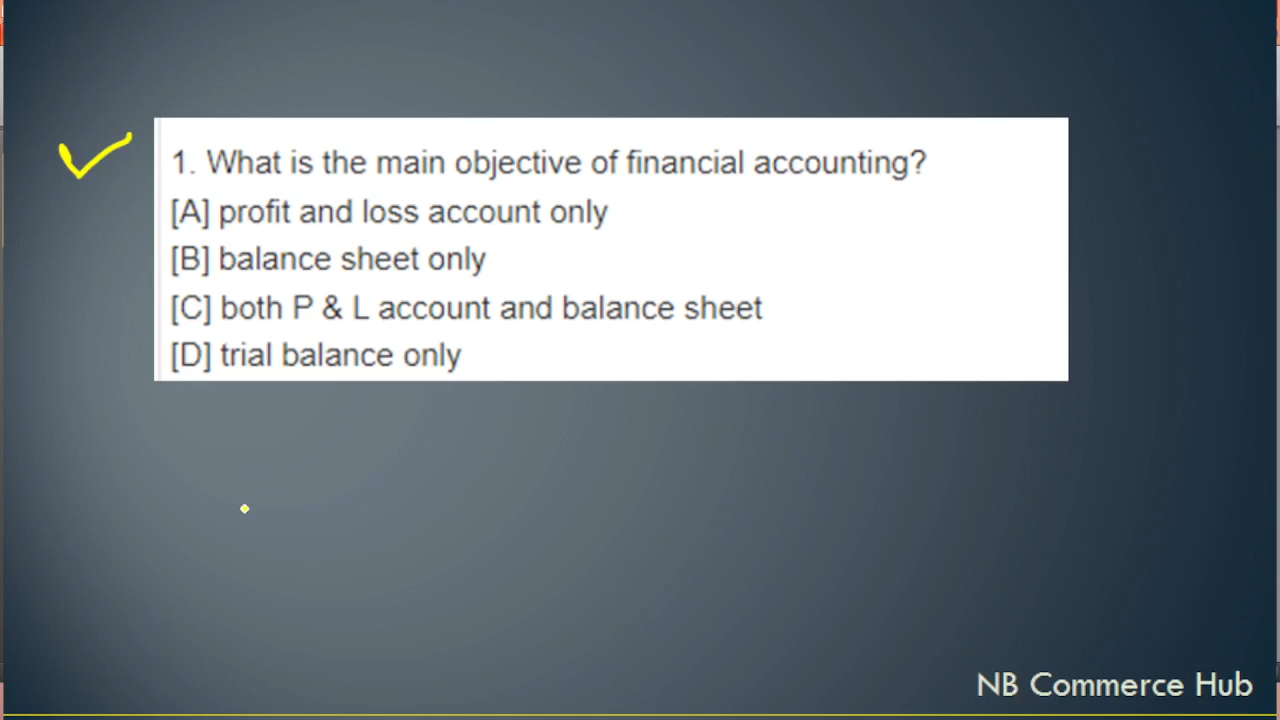 1. What is the main objective of financial accounting?
[A] profit and loss account only
[B] balance sheet only
[C] both P & L account and balance sheet
[D] trial balance only
NB Commerce Hub